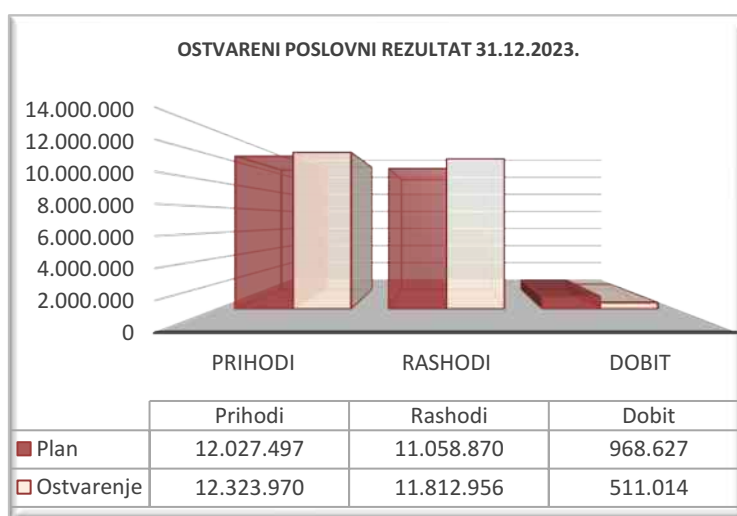 OSTVARENI POSLOVNI REZULTAT 31.12.2023.
14.000.000
12.000.000
10.000.000
8.000.000
6.000.000
4.000.000
2.000.000
0
PRIHODI RASHODI DOBIT
Prihodi Rashodi Dobit
Plan 12.027.497 11.058.870 968.627
Ostvarenje 12.323.970 11.812.956 511.014